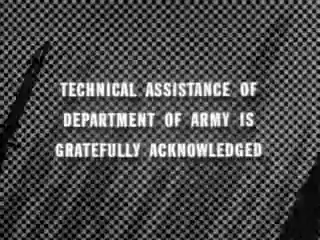 TECHNICAL ASSISTANCE OF
DEPARTMENT OF ARMY IS
GRATEFULLY ACKNOWLEDGED